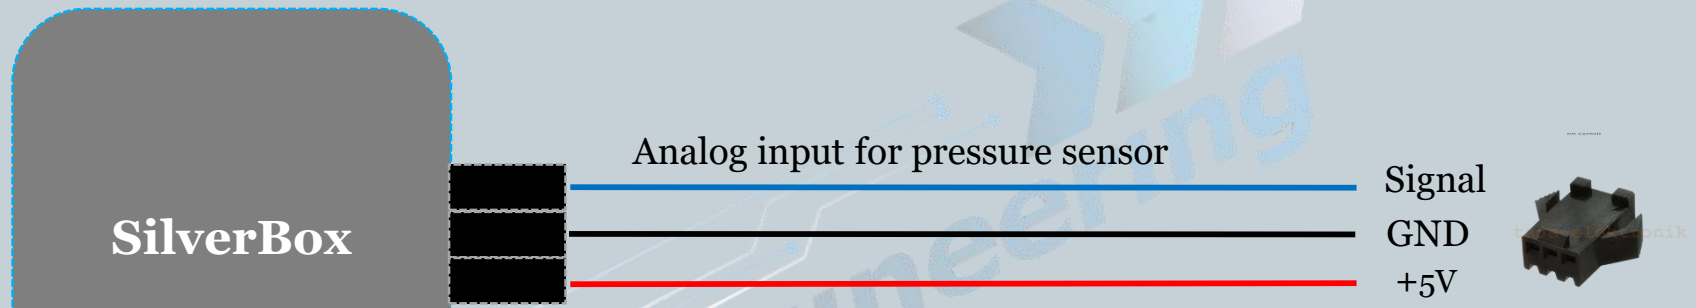 Analog input for pressure sensor
Signal
SilverBox
GND
+5V